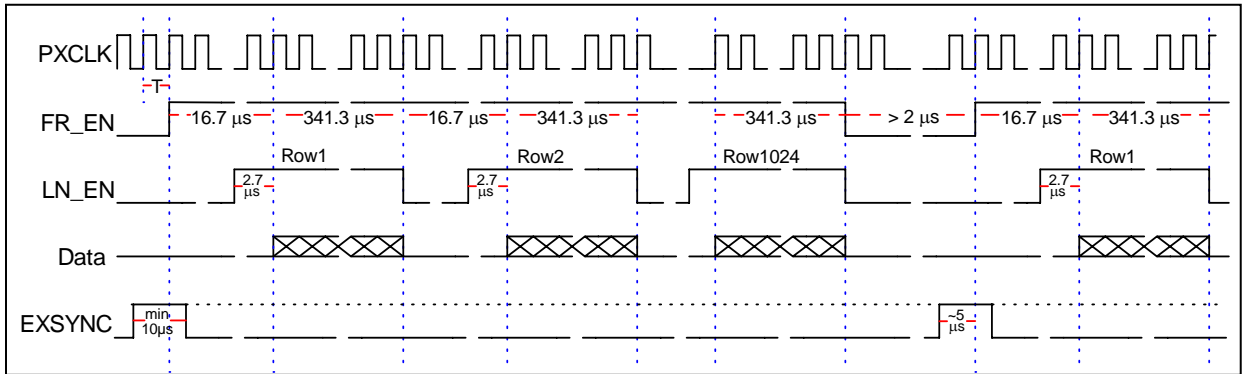 PXCLK
T
FR_EN
16.7 µs 341.3 µs 16.7 µs 341.3 µs 341.3 µs > 2 µs 16.7 µs 341.3 µs
Row1 Row2 Row1024 Row1
LN_EN
2.7 µs 2.7 µs 2.7 µs
Data
EXSYNC
min 10µs
~5 µs